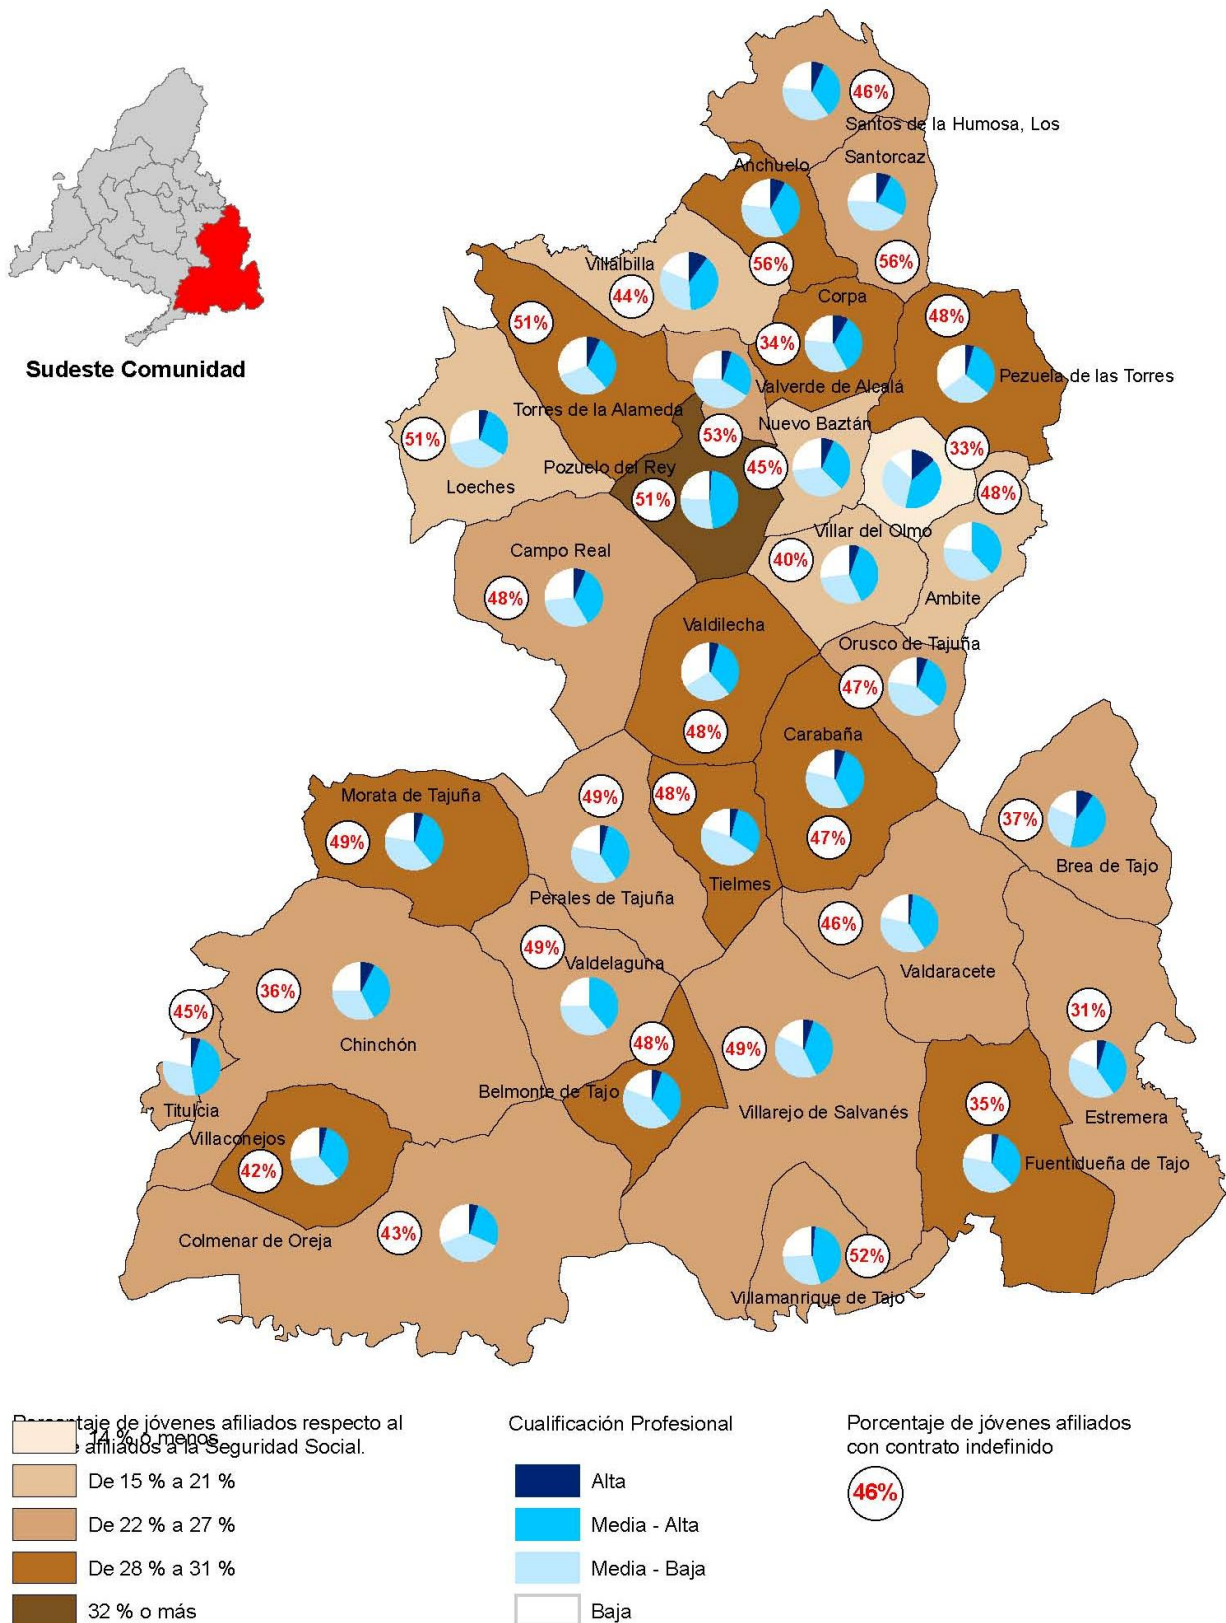 46%
Santos de la Humosa, Los
Anchuelo
Santorcaz
56%
56%
Villalbilla
44%
Corpa
48%
51%
34%
Sudeste Comunidad
Pezuela de las Torres
Valverde de Alcalá
Torres de la Alameda
Nuevo Baztán
53%
51%
33%
45%
Pozuelo del Rey
Loeches
51%
48%
Villar del Olmo
Campo Real
40%
48%
Ambite
Valdilecha
Orusco de Tajuña
47%
48%
Carabaña
Morata de Tajuña
49%
48%
37%
49%
47%
Brea de Tajo
Tielmes
Perales de Tajuña
46%
49%
Valdelaguna
Valdaracete
36%
45%
31%
Chinchón
48%
49%
Belmonte de Tajo
35%
Titulcia
Villarejo de Salvanés
Estremera
Villaconejos
42%
Fuentidueña de Tajo
43%
Colmenar de Oreja
52%
Villamanrique de Tajo
Porcentaje de jóvenes afiliados respecto al
e afiliados a la Seguridad Social.
14 % o menos
De 15 % a 21 %
De 22 % a 27 %
De 28 % a 31 %
32 % o más
Cualificación Profesional
Alta
Media - Alta
Media - Baja
Baja
Porcentaje de jóvenes afiliados
con contrato indefinido
46%